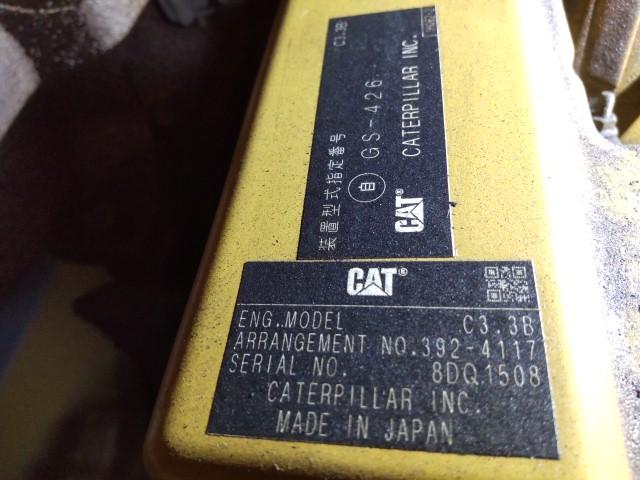 C3.3B
装置型式指定番号
自 GS-426
CAT® CATERPILLAR INC.
CAT®
ENG. MODEL C3.3B
ARRANGEMENT NO. 392-4117
SERIAL NO. 8DQ1508
CATERPILLAR INC.
MADE IN JAPAN